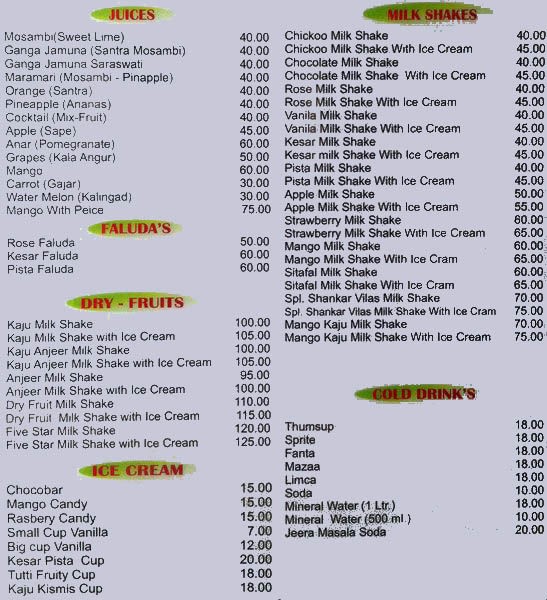 JUICES
Mosambi(Sweet Lime) 40.00
Ganga Jamuna (Santra Mosambi) 40.00
Ganga Jamuna Saraswati 40.00
Maramari (Mosambi - Pinapple) 40.00
Orange (Santra) 40.00
Pineapple (Ananas) 40.00
Cocktail (Mix-Fruit) 40.00
Apple (Sape) 45.00
Anar (Pomegranate) 60.00
Grapes (Kala Angur) 50.00
Mango 60.00
Carrot (Gajar) 30.00
Water Melon (Kalingad) 30.00
Mango With Peice 75.00
FALUDA'S
Rose Faluda 50.00
Kesar Faluda 60.00
Pista Faluda 60.00
DRY - FRUITS
Kaju Milk Shake 100.00
Kaju Milk Shake with Ice Cream 105.00
Kaju Anjeer Milk Shake 100.00
Kaju Anjeer Milk Shake with Ice Cream 105.00
Anjeer Milk Shake 95.00
Anjeer Milk Shake with Ice Cream 100.00
Dry Fruit Milk Shake 110.00
Dry Fruit Milk Shake with Ice Cream 115.00
Five Star Milk Shake 120.00
Five Star Milk Shake with Ice Cream 125.00
ICE CREAM
Chocobar 15.00
Mango Candy 15.00
Rasbery Candy 15.00
Small Cup Vanilla 7.00
Big cup Vanilla 12.00
Kesar Pista Cup 20.00
Tutti Fruity Cup 18.00
Kaju Kismis Cup 18.00
MILK SHAKES
Chickoo Milk Shake 40.00
Chickoo Milk Shake With Ice Cream 45.00
Chocolate Milk Shake 40.00
Chocolate Milk Shake With Ice Cream 45.00
Rose Milk Shake 40.00
Rose Milk Shake With Ice Cream 45.00
Vanila Milk Shake 40.00
Vanila Milk Shake With Ice Cream 45.00
Kesar Milk Shake 40.00
Kesar milk Shake With Ice Cream 45.00
Pista Milk Shake 40.00
Pista Milk Shake With Ice Cream 45.00
Apple Milk Shake 50.00
Apple Milk Shake With Ice Cream 55.00
Strawberry Milk Shake 80.00
Strawberry Milk Shake With Ice Cream 65.00
Mango Milk Shake 60.00
Mango Milk Shake With Ice Cram 65.00
Sitafal Milk Shake 60.00
Sitafal Milk Shake With Ice Cram 65.00
Spl. Shankar Vilas Milk Shake 70.00
Spl. Shankar Vilas Milk Shake With Ice Cram 75.00
Mango Kaju Milk Shake 70.00
Mango Kaju Milk Shake With Ice Cream 75.00
COLD DRINK'S
Thumsup 18.00
Sprite 18.00
Fanta 18.00
Mazaa 18.00
Limca 18.00
Soda 10.00
Mineral Water (1 Ltr.) 18.00
Mineral Water (500 ml.) 10.00
Jeera Masala Soda 20.00